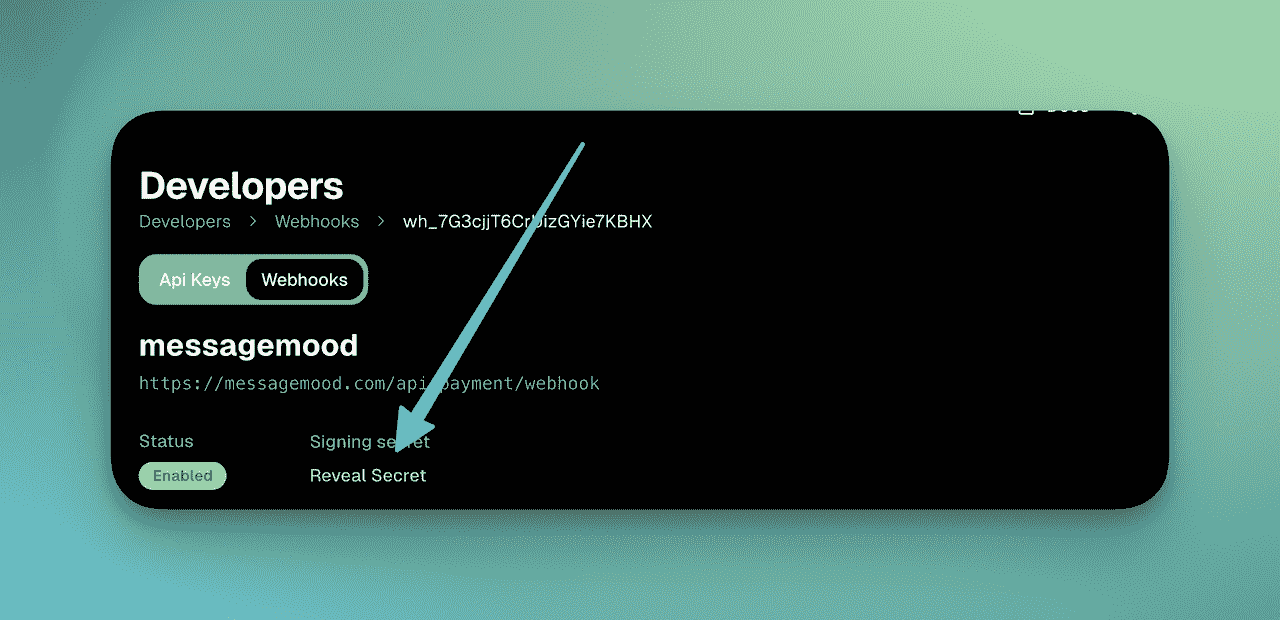 Developers
Developers > Webhooks > wh_7G3cjjT6CrbizGYie7KBHX
Api Keys Webhooks
messagemood
https://messagemood.com/api/payment/webhook
Status Signing secret
Enabled Reveal Secret